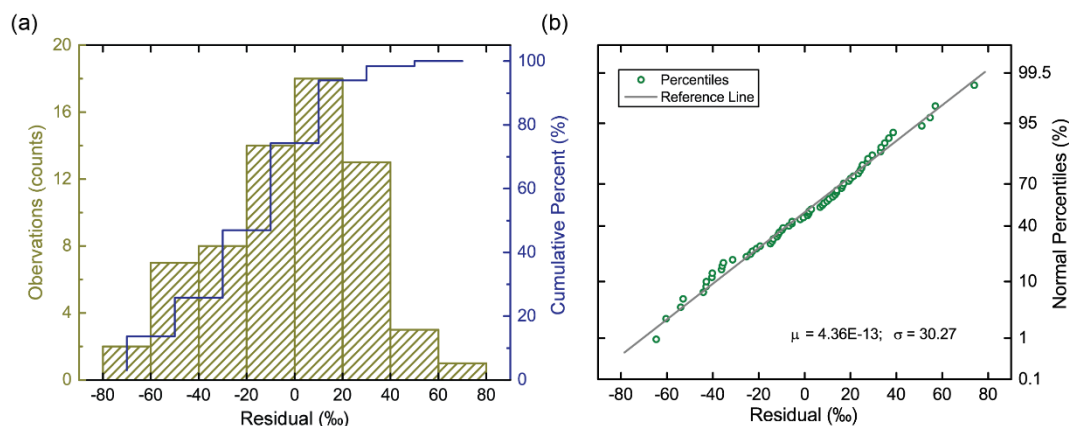 (a)
Obervations (counts)
20
16
12
8
4
0
-80 -60 -40 -20 0 20 40 60 80
Residual (‰)
100
80
60
40
20
0
Cumulative Percent (%)
(b)
Percentiles
Reference Line
μ = 4.36E-13; σ = 30.27
-80 -60 -40 -20 0 20 40 60 80
Residual (‰)
99.5
95
70
40
10
1
0.1
Normal Percentiles (%)